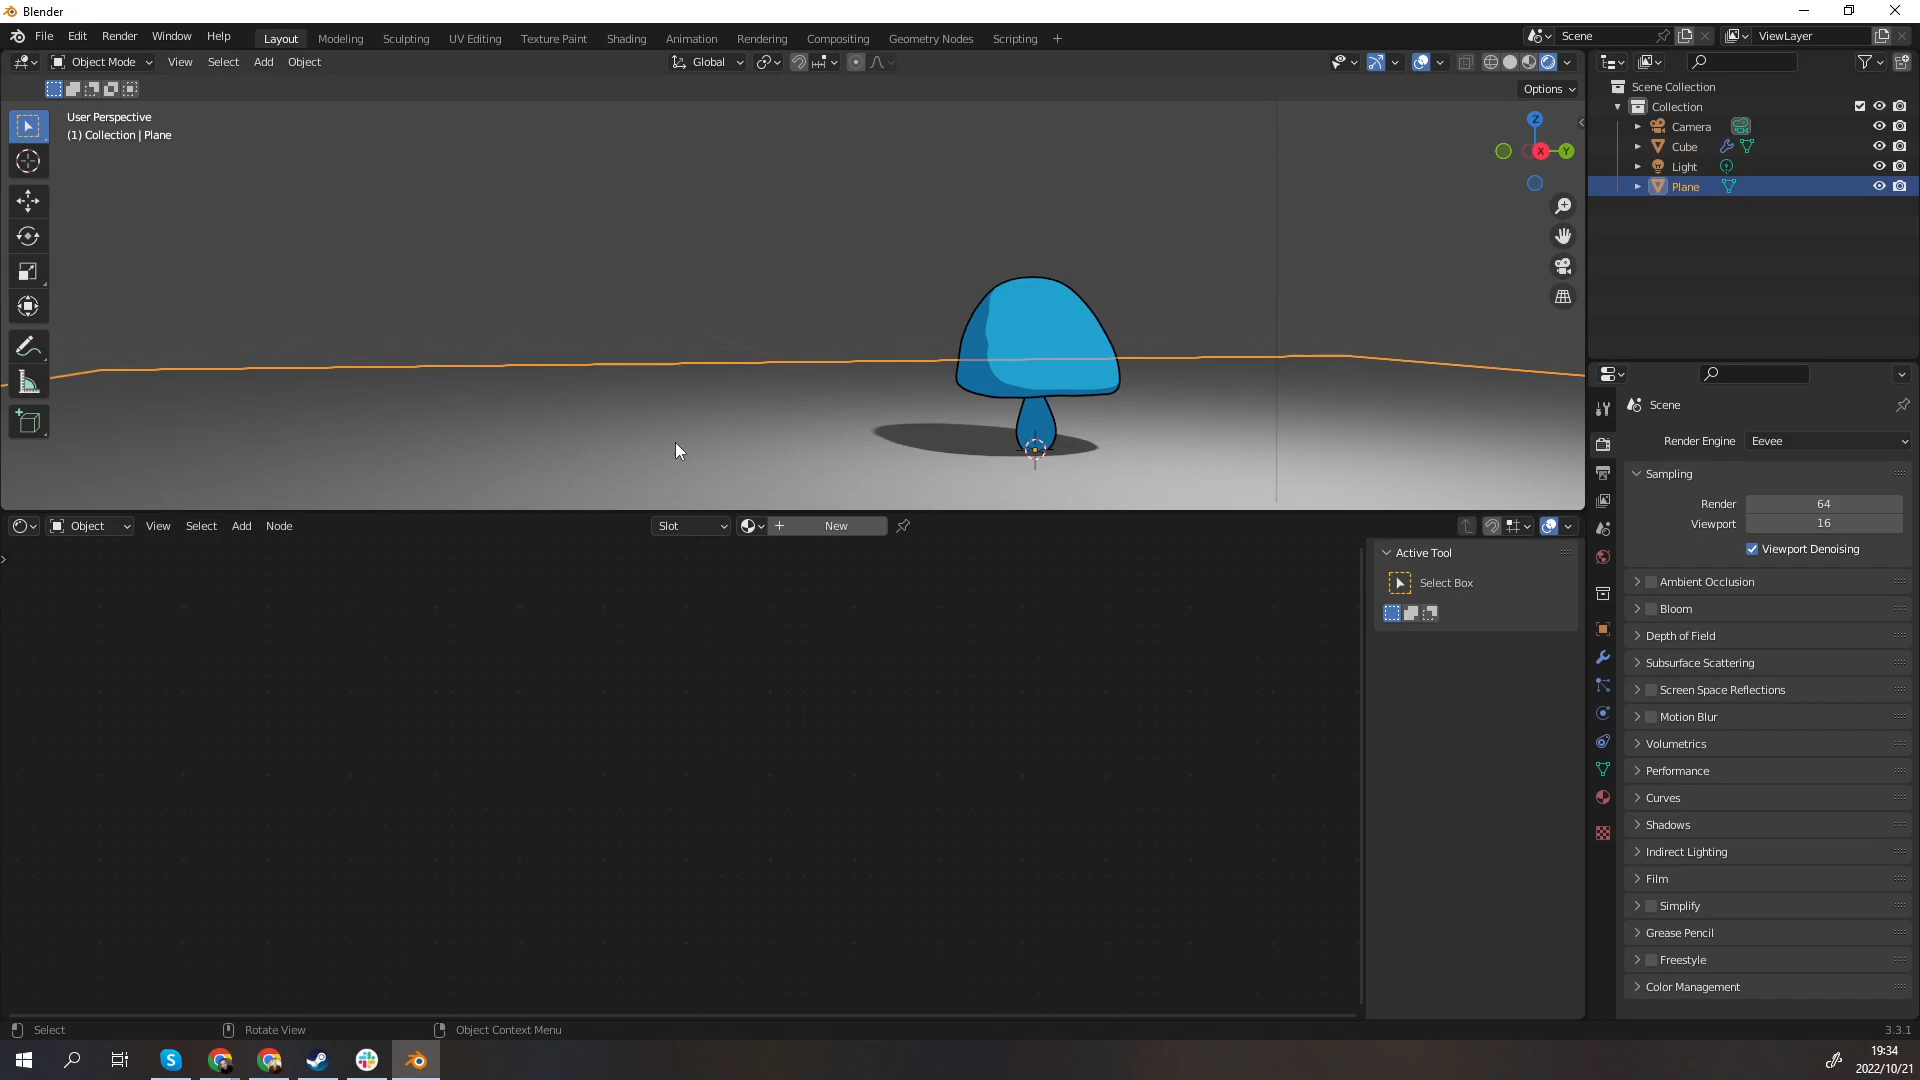 Blender
File Edit Render Window Help Layout Modeling Sculpting UV Editing Texture Paint Shading Animation Rendering Compositing Geometry Nodes Scripting + Scene ViewLayer
Object Mode View Select Add Object Global
Options
User Perspective
(1) Collection | Plane
Z
X
Y
Scene Collection
Collection
Camera
Cube
Light
Plane
Scene
Render Engine Eevee
Sampling
Render 64
Viewport 16
Viewport Denoising
Ambient Occlusion
Bloom
Depth of Field
Subsurface Scattering
Screen Space Reflections
Motion Blur
Volumetrics
Performance
Curves
Shadows
Indirect Lighting
Film
Simplify
Grease Pencil
Freestyle
Color Management
Object View Select Add Node Slot New
Active Tool
Select Box
Select Rotate View Object Context Menu 3.3.1
19:34
2022/10/21